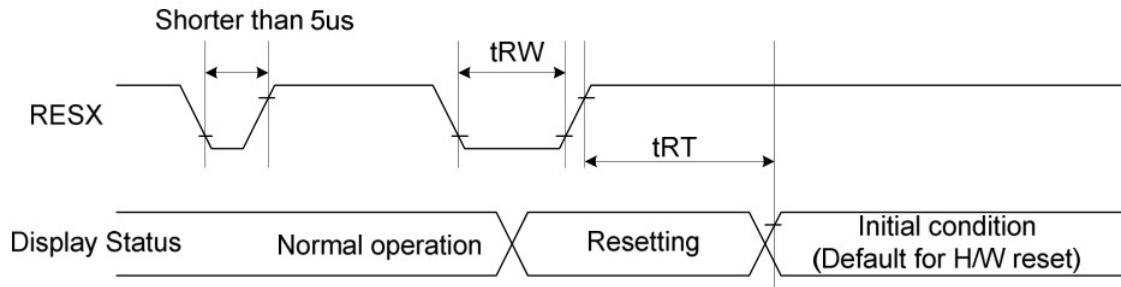 Shorter than 5us
tRW
RESX
tRT
Display Status
Normal operation
Resetting
Initial condition
(Default for H/W reset)